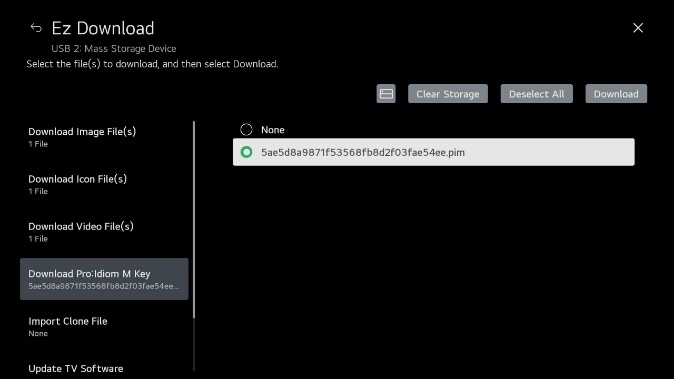 Ez Download
USB 2: Mass Storage Device
Select the file(s) to download, and then select Download.
Clear Storage
Deselect All
Download
Download Image File(s)
1 File
Download Icon File(s)
1 File
Download Video File(s)
1 File
Download Pro:Idiom M Key
5ae5d8a9871f53568fb8d2f03fae54ee...
Import Clone File
None
Update TV Software
None
5ae5d8a9871f53568fb8d2f03fae54ee.pim